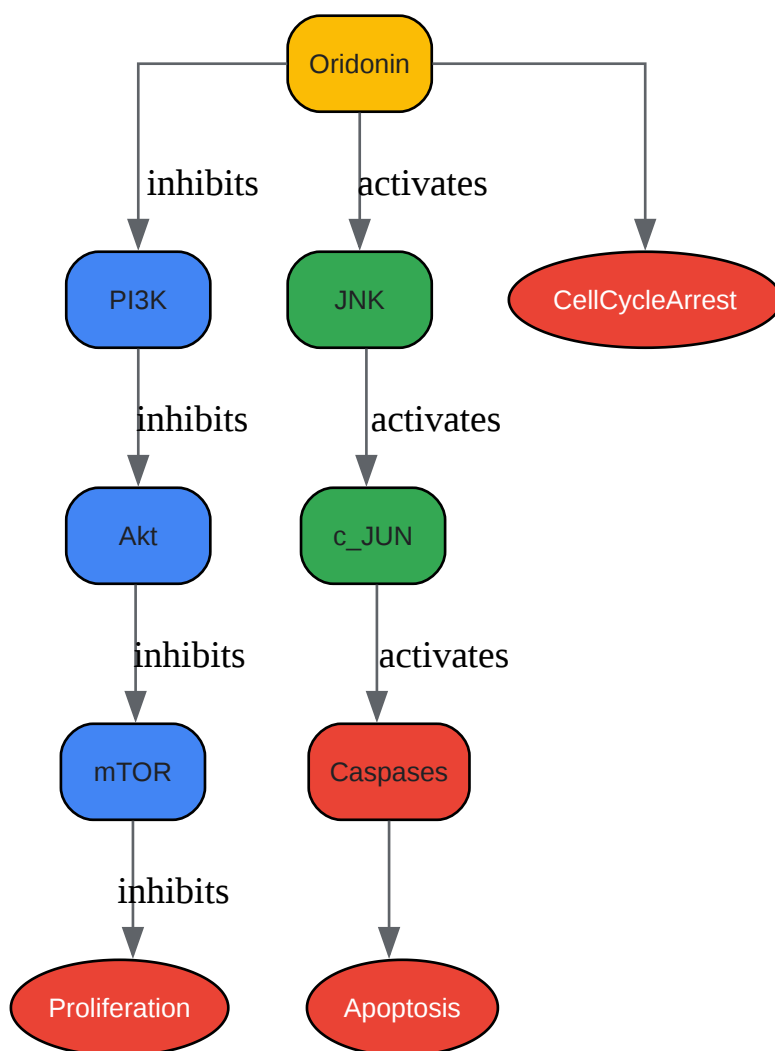 Oridonin
inhibits
activates
PI3K
JNK
CellCycleArrest
inhibits
activates
Akt
c_JUN
inhibits
activates
mTOR
Caspases
inhibits
Proliferation
Apoptosis